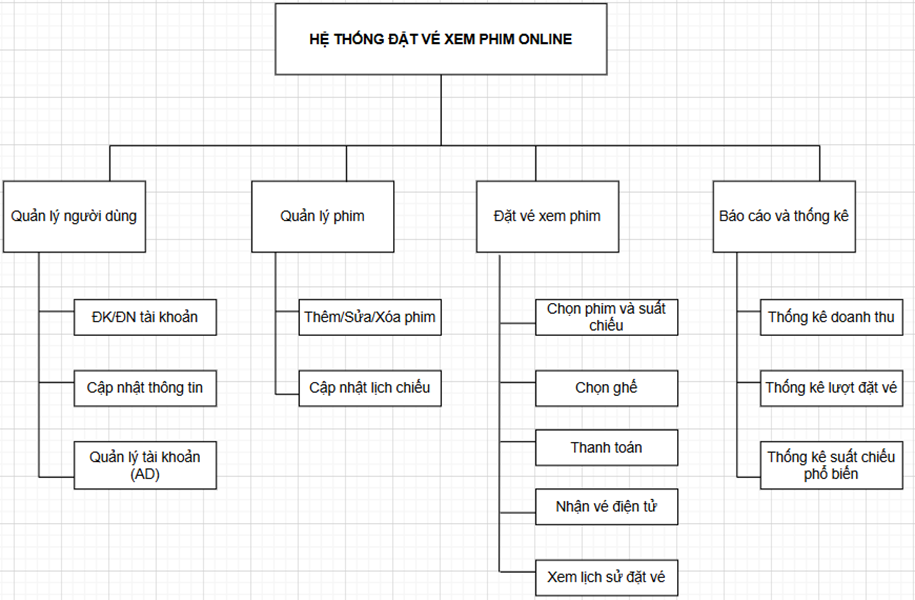 HỆ THỐNG ĐẶT VÉ XEM PHIM ONLINE
Quản lý người dùng
Quản lý phim
Đặt vé xem phim
Báo cáo và thống kê
ĐK/ĐN tài khoản
Cập nhật thông tin
Quản lý tài khoản
(AD)
Thêm/Sửa/Xóa phim
Cập nhật lịch chiếu
Chọn phim và suất
chiếu
Chọn ghế
Thanh toán
Nhận vé điện tử
Xem lịch sử đặt vé
Thống kê doanh thu
Thống kê lượt đặt vé
Thống kê suất chiếu
phổ biến